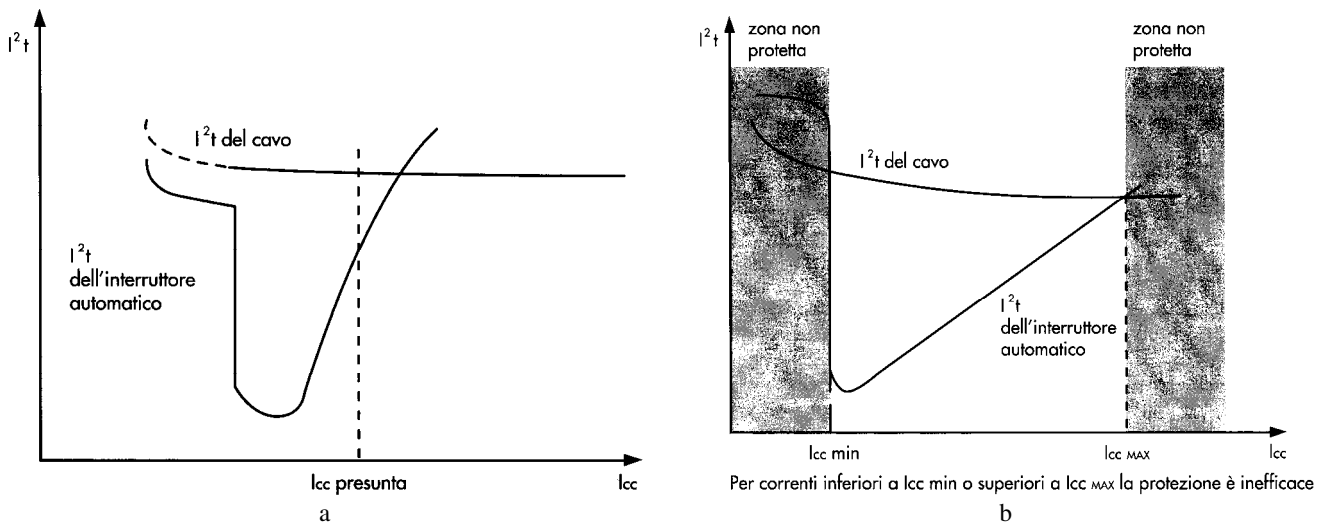 I²t
I²t del cavo
I²t
dell'interruttore
automatico
Icc presunta
Icc
a
I²t
zona non
protetta
zona non
protetta
I²t del cavo
I²t
dell'interruttore
automatico
Icc min
Icc MAX
Icc
Per correnti inferiori a Icc min o superiori a Icc MAX la protezione è inefficace
b